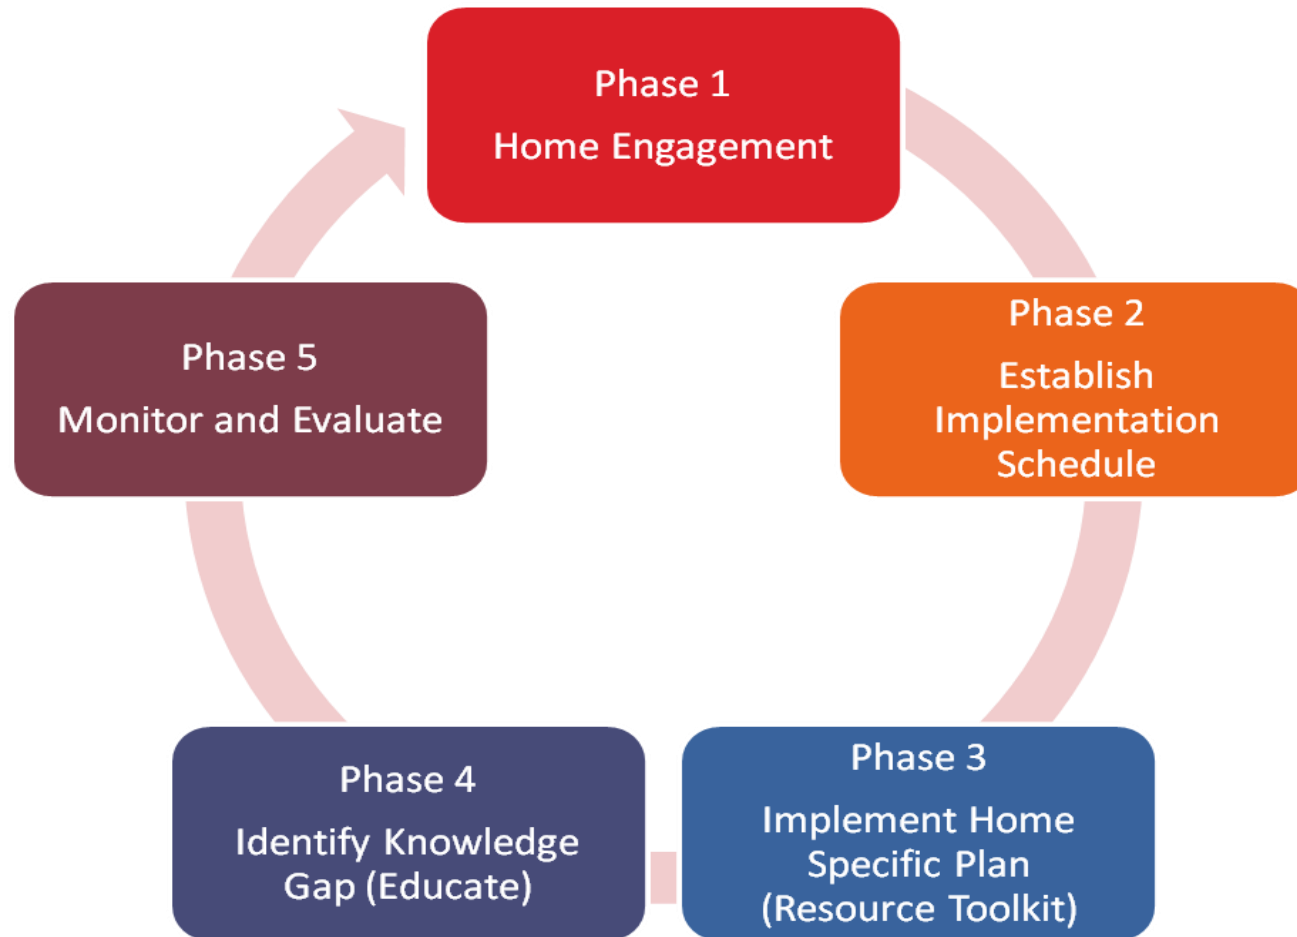 Phase 1
Home Engagement
Phase 2
Establish
Implementation
Schedule
Phase 3
Implement Home
Specific Plan
(Resource Toolkit)
Phase 4
Identify Knowledge
Gap (Educate)
Phase 5
Monitor and Evaluate